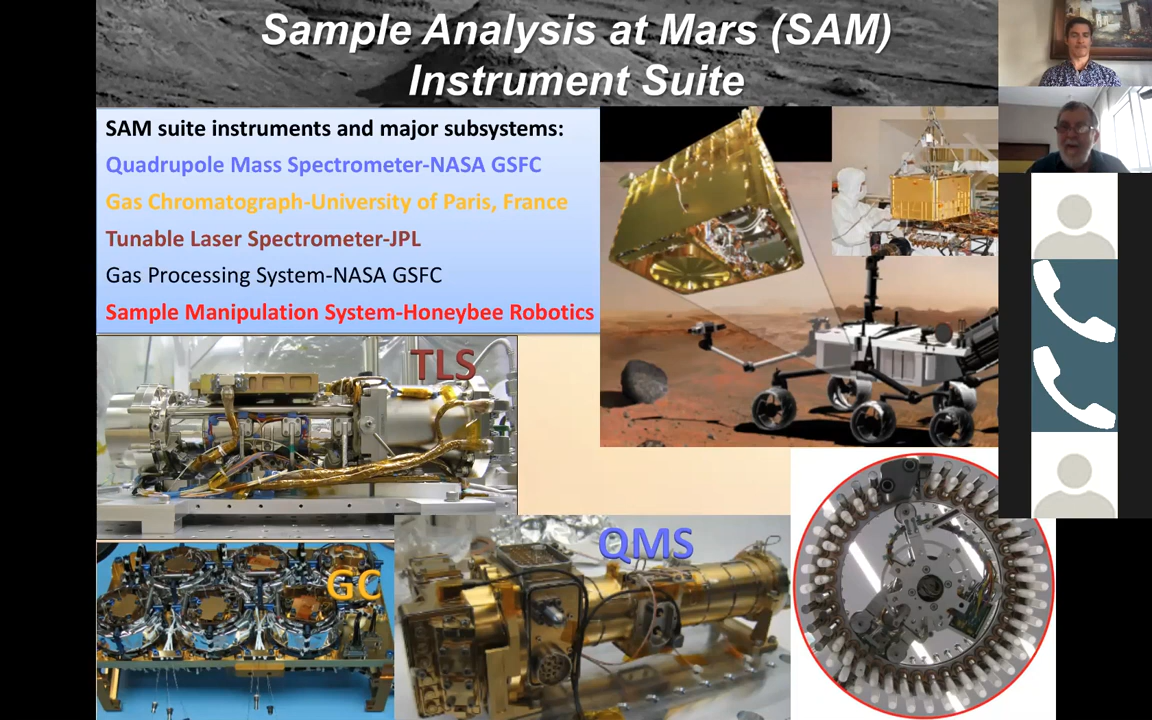 Sample Analysis at Mars (SAM)
Instrument Suite
SAM suite instruments and major subsystems:
Quadrupole Mass Spectrometer-NASA GSFC
Gas Chromatograph-University of Paris, France
Tunable Laser Spectrometer-JPL
Gas Processing System-NASA GSFC
Sample Manipulation System-Honeybee Robotics
TLS
QMS
GC